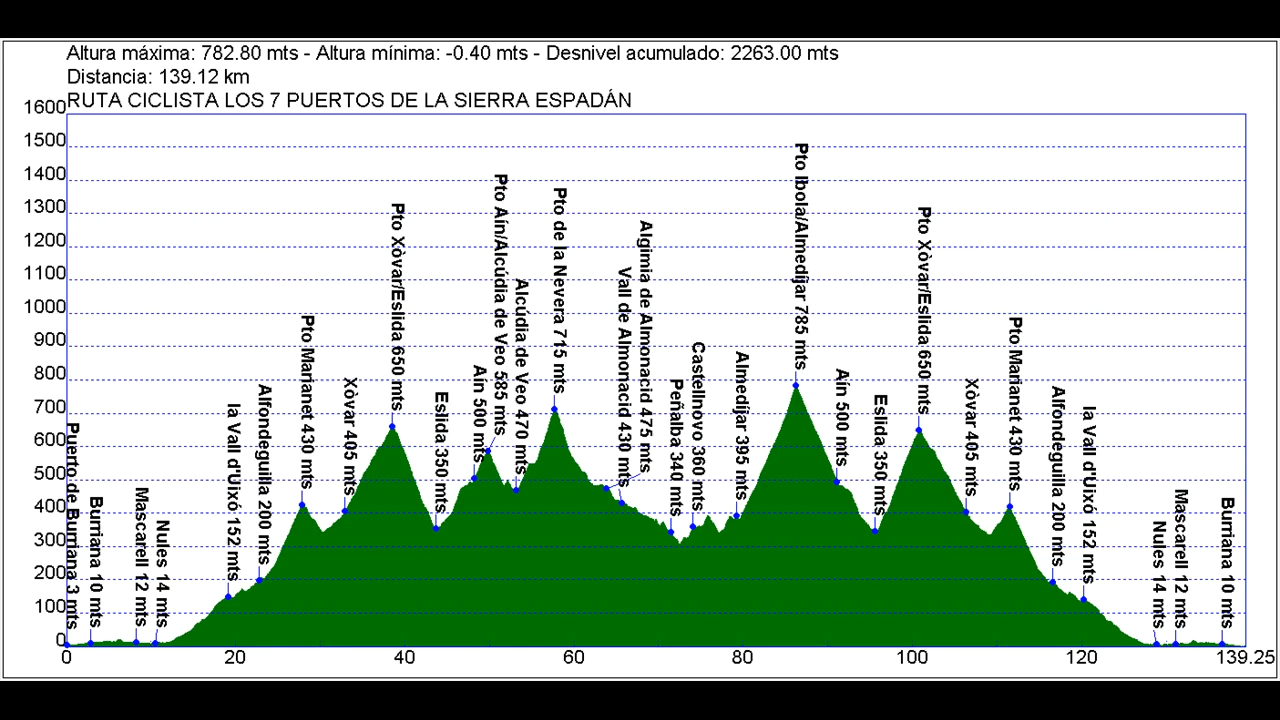 Altura máxima: 782.80 mts - Altura mínima: -0.40 mts - Desnivel acumulado: 2263.00 mts
Distancia: 139.12 km
RUTA CICLISTA LOS 7 PUERTOS DE LA SIERRA ESPADÁN
1600
1500
1400
1300
1200
1100
1000
900
800
700
600
500
400
300
200
100
0
Puerto de Burriana 3 mts
Burriana 10 mts
Mascarell 12 mts
Nules 14 mts
la Vall d'Uixó 152 mts
Alfondeguilla 200 mts
Pto Marianet 430 mts
Xòvar 405 mts
Pto Xòvar/Eslida 650 mts
Eslida 350 mts
Aín 500 mts
Pto Aín/Alcúdia de Veo 585 mts
Alcúdia de Veo 470 mts
Pto de la Nevera 715 mts
Vall de Almonacid 430 mts
Algimia de Almonacid 475 mts
Peñalba 340 mts
Castellnovo 360 mts
Almedíjar 395 mts
Pto Ibola/Almedíjar 785 mts
Aín 500 mts
Eslida 350 mts
Pto Xòvar/Eslida 650 mts
Xòvar 405 mts
Pto Marianet 430 mts
Alfondeguilla 200 mts
la Vall d'Uixó 152 mts
Nules 14 mts
Mascarell 12 mts
Burriana 10 mts
0
20
40
60
80
100
120
139.25